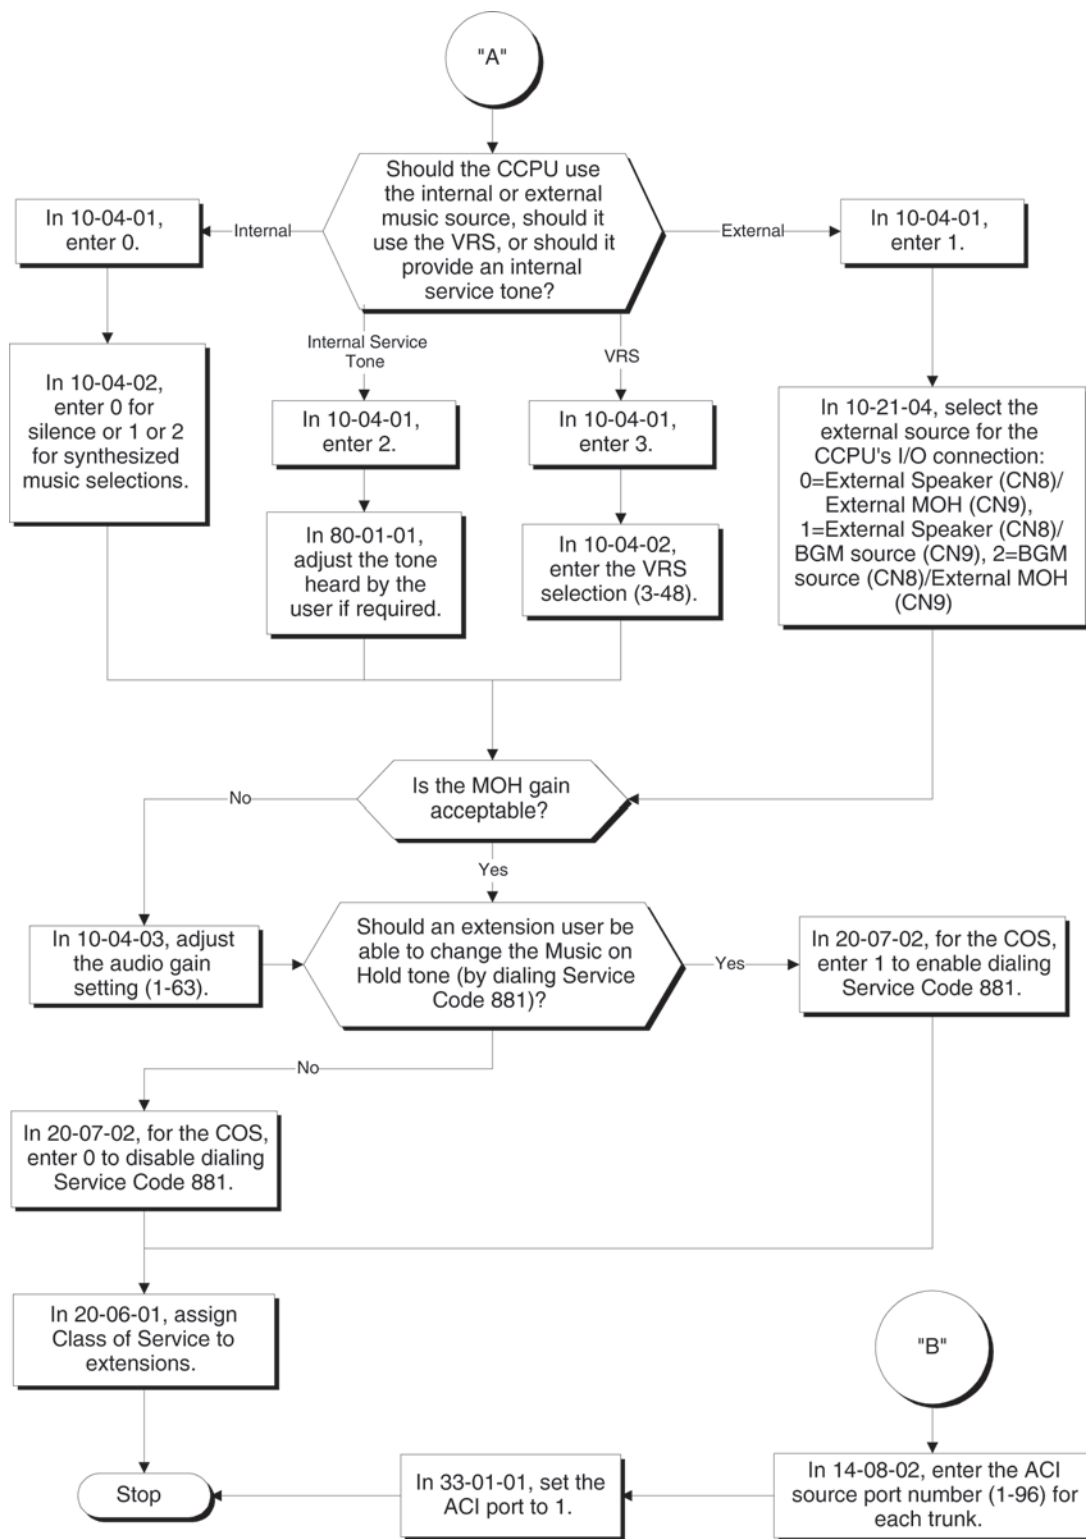 "A"
Should the CCPU use
the internal or external
music source, should it
use the VRS, or should it
provide an internal
service tone?
Internal
External
In 10-04-01,
enter 0.
In 10-04-01,
enter 1.
Internal Service
Tone
VRS
In 10-04-02,
enter 0 for
silence or 1 or 2
for synthesized
music selections.
In 10-04-01,
enter 2.
In 10-04-01,
enter 3.
In 10-21-04, select the
external source for the
CCPU's I/O connection:
0=External Speaker (CN8)/
External MOH (CN9),
1=External Speaker (CN8)/
BGM source (CN9), 2=BGM
source (CN8)/External MOH
(CN9)
In 80-01-01,
adjust the tone
heard by the
user if required.
In 10-04-02,
enter the VRS
selection (3-48).
Is the MOH gain
acceptable?
No
Yes
In 10-04-03, adjust
the audio gain
setting (1-63).
Should an extension user be
able to change the Music on
Hold tone (by dialing Service
Code 881)?
Yes
In 20-07-02, for the COS,
enter 1 to enable dialing
Service Code 881.
No
In 20-07-02, for the COS,
enter 0 to disable dialing
Service Code 881.
In 20-06-01, assign
Class of Service to
extensions.
"B"
Stop
In 33-01-01, set the
ACI port to 1.
In 14-08-02, enter the ACI
source port number (1-96) for
each trunk.